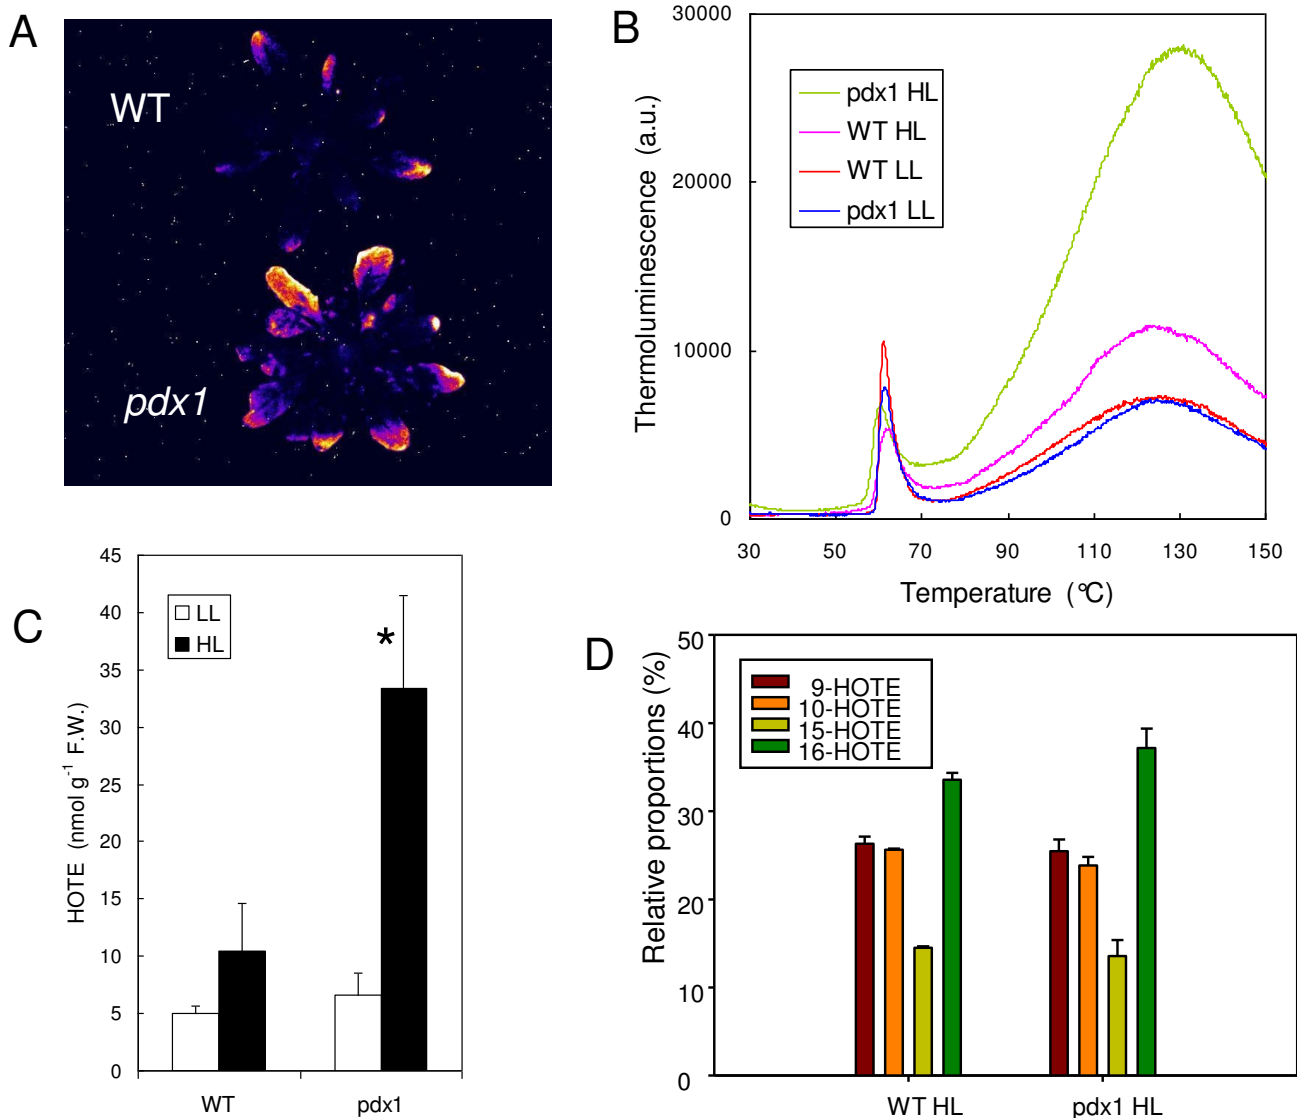 A
WT
pdx1
B
30000
20000
10000
0
Thermoluminescence (a.u.)
pdx1 HL
WT HL
WT LL
pdx1 LL
30 50 70 90 110 130 150
Temperature (°C)
C
45
40
35
30
25
20
15
10
5
0
HOTE (nmol g⁻¹ F.W.)
LL
HL
*
WT pdx1
D
50
40
30
20
10
0
Relative proportions (%)
9-HOTE
10-HOTE
15-HOTE
16-HOTE
WT HL pdx1 HL